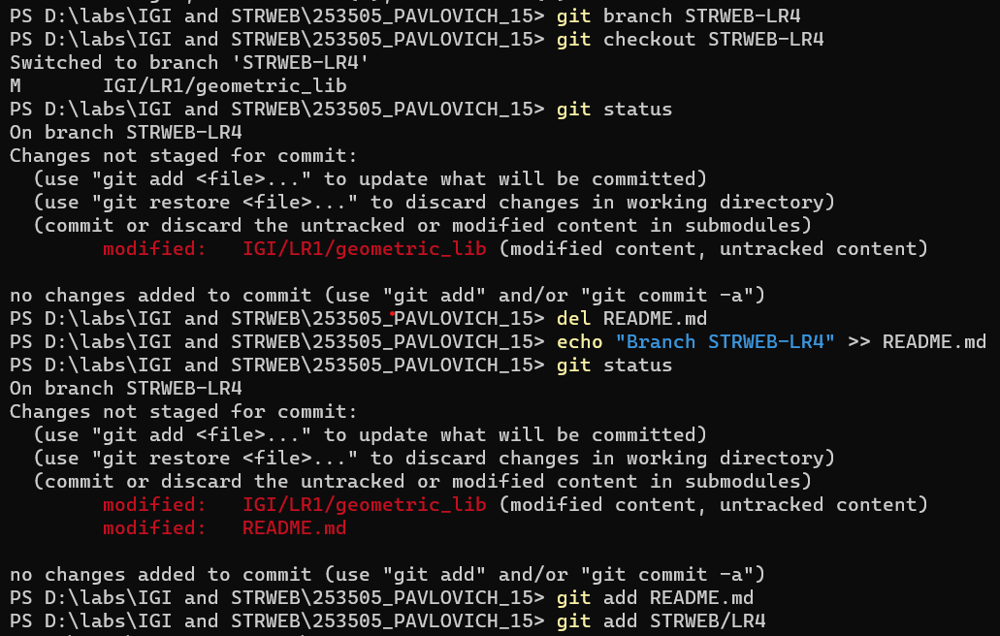 PS D:\labs\IGI and STRWEB\253505_PAVLOVICH_15> git branch STRWEB-LR4
PS D:\labs\IGI and STRWEB\253505_PAVLOVICH_15> git checkout STRWEB-LR4
Switched to branch 'STRWEB-LR4'
M       IGI/LR1/geometric_lib
PS D:\labs\IGI and STRWEB\253505_PAVLOVICH_15> git status
On branch STRWEB-LR4
Changes not staged for commit:
  (use "git add <file>..." to update what will be committed)
  (use "git restore <file>..." to discard changes in working directory)
  (commit or discard the untracked or modified content in submodules)
        modified:   IGI/LR1/geometric_lib (modified content, untracked content)

no changes added to commit (use "git add" and/or "git commit -a")
PS D:\labs\IGI and STRWEB\253505_PAVLOVICH_15> del README.md
PS D:\labs\IGI and STRWEB\253505_PAVLOVICH_15> echo "Branch STRWEB-LR4" >> README.md
PS D:\labs\IGI and STRWEB\253505_PAVLOVICH_15> git status
On branch STRWEB-LR4
Changes not staged for commit:
  (use "git add <file>..." to update what will be committed)
  (use "git restore <file>..." to discard changes in working directory)
  (commit or discard the untracked or modified content in submodules)
        modified:   IGI/LR1/geometric_lib (modified content, untracked content)
        modified:   README.md

no changes added to commit (use "git add" and/or "git commit -a")
PS D:\labs\IGI and STRWEB\253505_PAVLOVICH_15> git add README.md
PS D:\labs\IGI and STRWEB\253505_PAVLOVICH_15> git add STRWEB/LR4